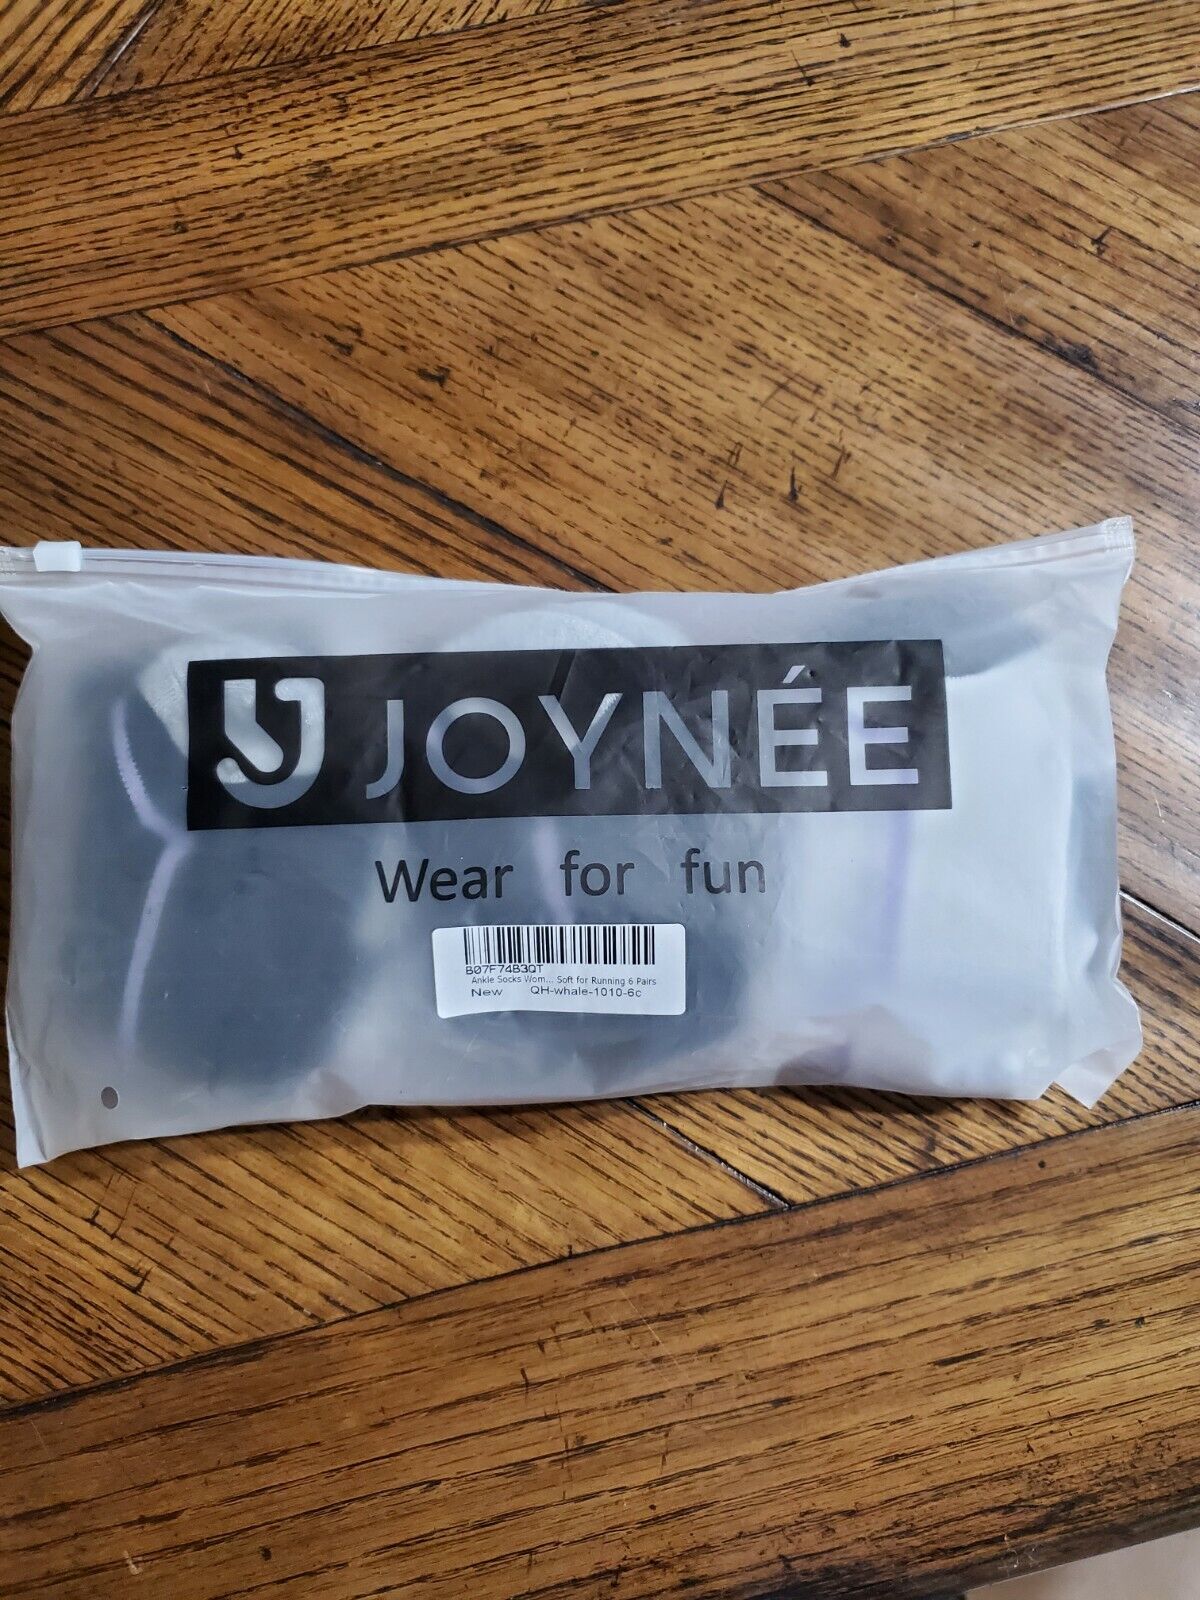 JOYNÉE
Wear for fun
B07F74B3QT
Ankle Socks Wom... Soft for Running 6 Pairs
New QH-whale-1010-6c